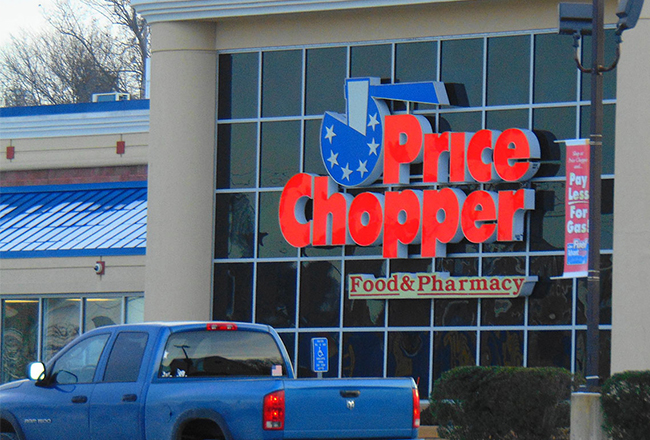 Price
Chopper
Food & Pharmacy
Pay
Less
For
Gas!